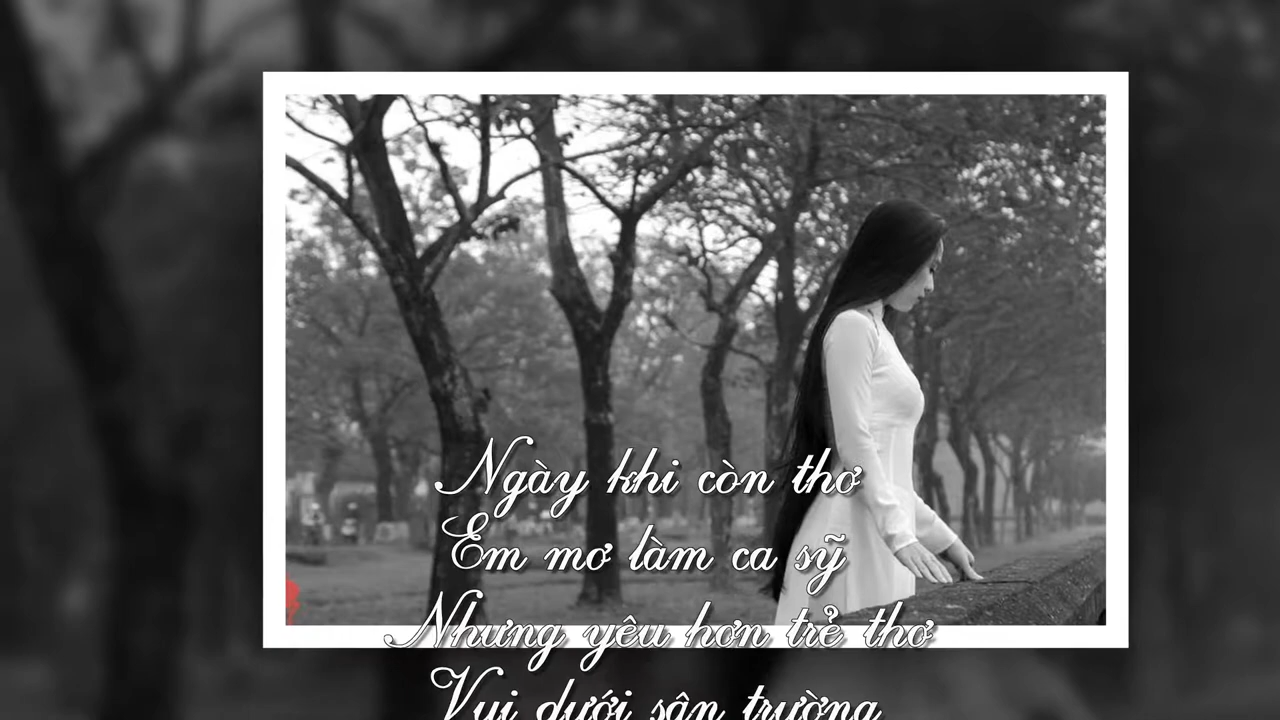 Ngày khi còn thơ
Em mơ làm ca sỹ
Nhưng yêu hơn trẻ thơ
Vui dưới sân trường